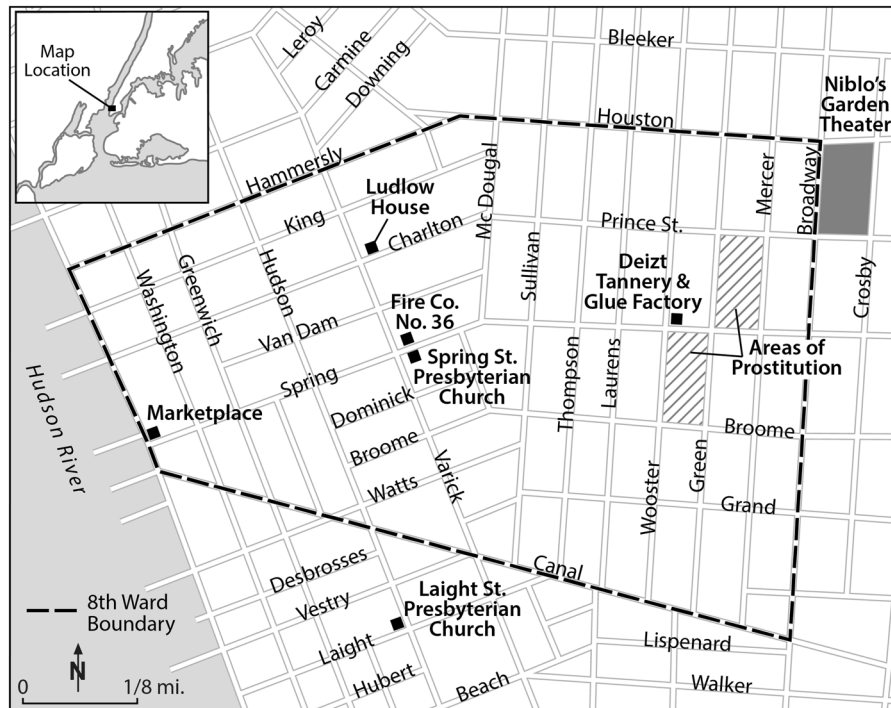 Map
Location
Leroy
Carmine
Downing
Bleeker
Niblo's
Garden
Theater
Houston
Hammersly
King
Ludlow
House
Charlton
Mc Dougal
Mercer
Broadway
Prince St.
Washington
Greenwich
Hudson
Sullivan
Deizt
Tannery &
Glue Factory
Crosby
Van Dam
Fire Co.
No. 36
Spring
Spring St.
Presbyterian
Church
Thompson
Laurens
Areas of
Prostitution
Hudson River
Marketplace
Dominick
Broome
Broome
Watts
Varick
Wooster
Green
Grand
Desbrosses
Canal
Vestry
Laight St.
Presbyterian
Church
8th Ward
Boundary
Laight
Lispenard
N
Hubert
Beach
Walker
0 1/8 mi.